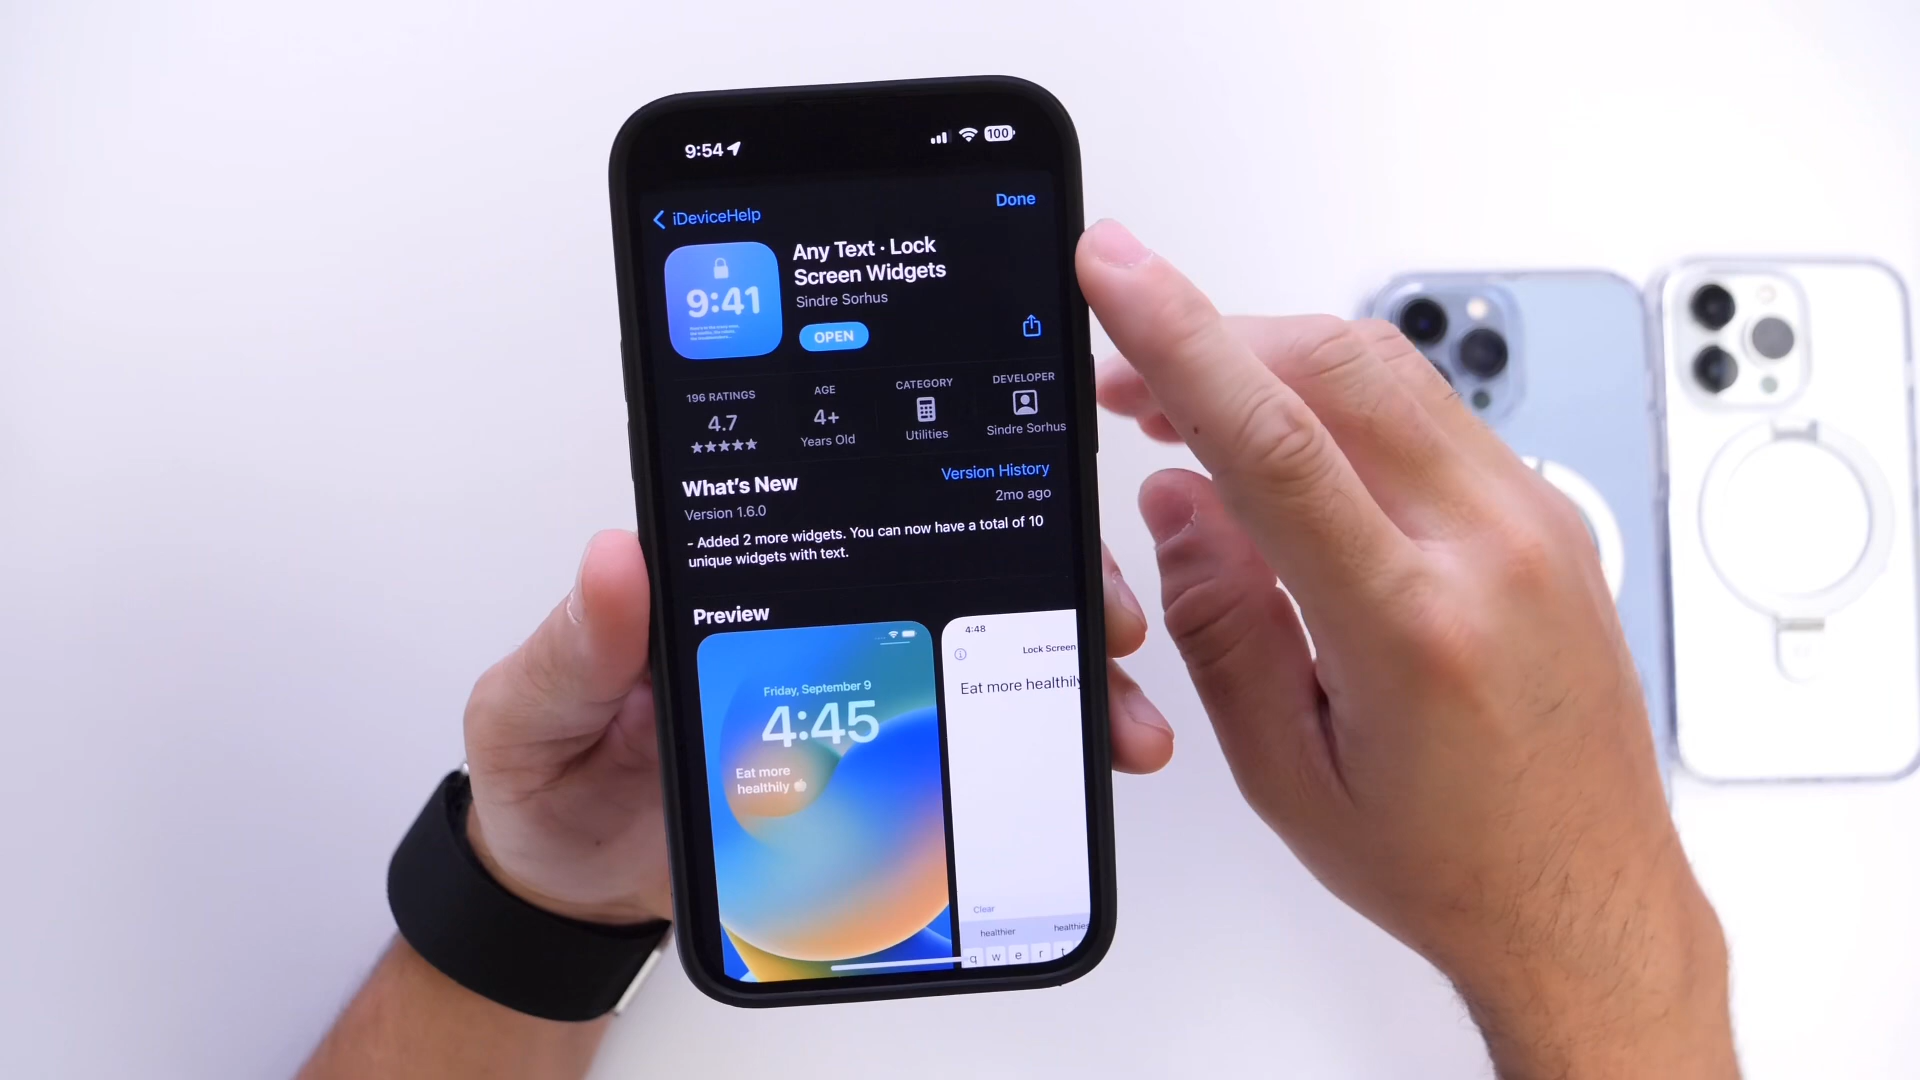 9:54
100
iDeviceHelp
Done
9:41
Any Text · Lock
Screen Widgets
Sindre Sorhus
OPEN
196 RATINGS
4.7
★★★★★
AGE
4+
Years Old
CATEGORY
Utilities
DEVELOPER
Sindre Sorhus
What's New
Version History
Version 1.6.0
2mo ago
- Added 2 more widgets. You can now have a total of 10
unique widgets with text.
Preview
Friday, September 9
4:45
Eat more
healthily
4:48
Lock Screen
Eat more healthily
Clear
healthier
q w e r t